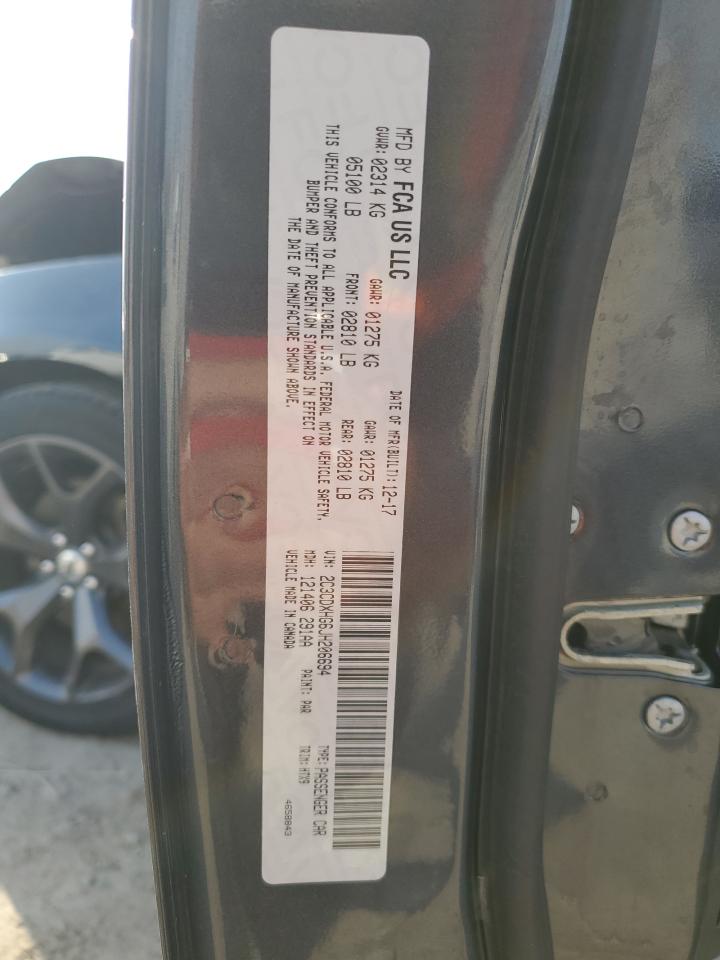 MFD BY FCA US LLC DATE OF MFR(BUILT): 12-17
GVWR: 02314 KG GAWR: 01275 KG GAWR: 01275 KG
05100 LB FRONT: 02810 LB REAR: 02810 LB
THIS VEHICLE CONFORMS TO ALL APPLICABLE U.S.A. FEDERAL MOTOR VEHICLE SAFETY,
BUMPER AND THEFT PREVENTION STANDARDS IN EFFECT ON
THE DATE OF MANUFACTURE SHOWN ABOVE.
VIN: 2C3CDXHG6JH206694 TYPE: PASSENGER CAR
MDH: 121406 291AA PAINT: PAR TRIM: H7X9
VEHICLE MADE IN CANADA 4658843